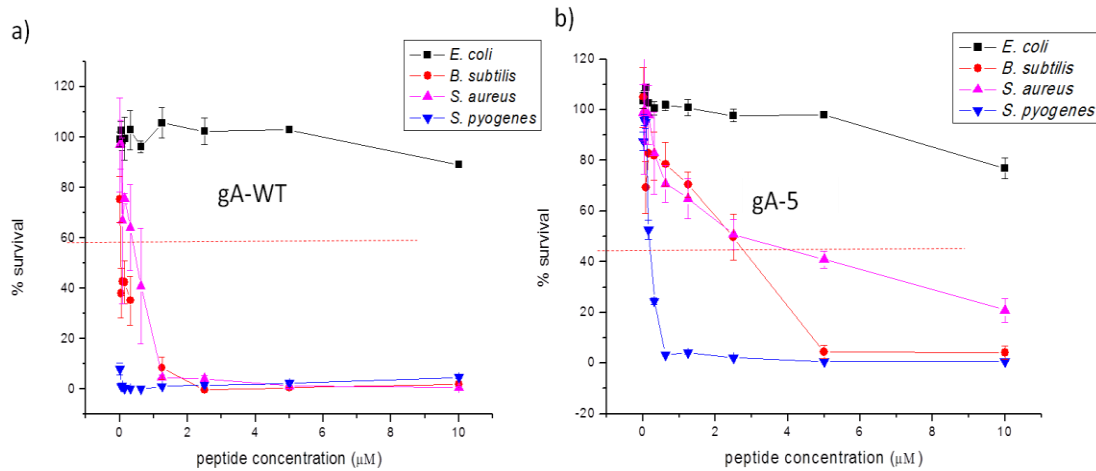 a)
E. coli
B. subtilis
S. aureus
S. pyogenes
120
100
80
60
40
20
0
% survival
gA-WT
0
2
4
6
8
10
peptide concentration (μM)
b)
E. coli
B. subtilis
S. aureus
S. pyogenes
120
100
80
60
40
20
0
-20
% survival
gA-5
0
2
4
6
8
10
peptide concentration (μM)